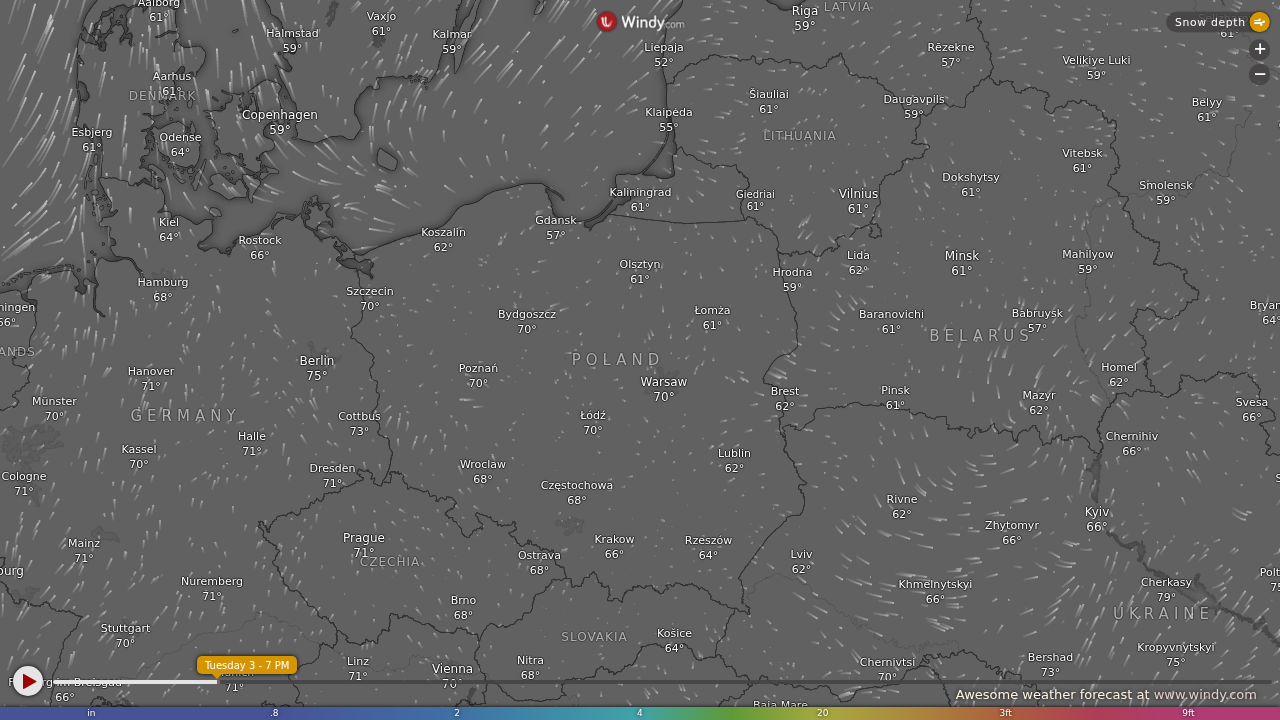 Aalborg
61°
Vaxjo
61°
Halmstad
59°
Kalmar
59°
Windy.com
Liepaja
52°
Riga
59°
LATVIA
Rēzekne
57°
Velikiye Luki
59°
Snow depth
61°
+
−
Aarhus
61°
DENMARK
Copenhagen
59°
Esbjerg
61°
Odense
64°
Klaipėda
55°
Šiauliai
61°
LITHUANIA
Daugavpils
59°
Belyy
61°
Vitebsk
61°
Dokshytsy
61°
Smolensk
59°
Kaliningrad
61°
Giedriai
61°
Vilnius
61°
Kiel
64°
Rostock
66°
Koszalin
62°
Gdansk
57°
Olsztyn
61°
Hrodna
59°
Lida
62°
Minsk
61°
Mahilyow
59°
Hamburg
68°
Szczecin
70°
Bydgoszcz
70°
Łomża
61°
Baranovichi
61°
Babruysk
57°
BELARUS
Berlin
75°
Poznań
70°
POLAND
Warsaw
70°
Hanover
71°
Münster
70°
GERMANY
Cottbus
73°
Łódź
70°
Brest
62°
Pinsk
61°
Mazyr
62°
Homel
62°
Svesa
66°
Chernihiv
66°
Kassel
70°
Halle
71°
Dresden
71°
Wroclaw
68°
Częstochowa
68°
Lublin
62°
Cologne
71°
Rivne
62°
Zhytomyr
66°
Kyiv
66°
Mainz
71°
Prague
71°
CZECHIA
Ostrava
68°
Krakow
66°
Rzeszów
64°
Lviv
62°
Khmelnytskyi
66°
Cherkasy
79°
UKRAINE
Nuremberg
71°
Brno
68°
Stuttgart
70°
SLOVAKIA
Košice
64°
Kropyvnytskyi
75°
Tuesday 3 - 7 PM
71°
66°
Linz
71°
Vienna
70°
Nitra
68°
Chernivtsi
70°
Bershad
73°
Baia Mare
Awesome weather forecast at www.windy.com
in .8 2 4 20 3ft 9ft